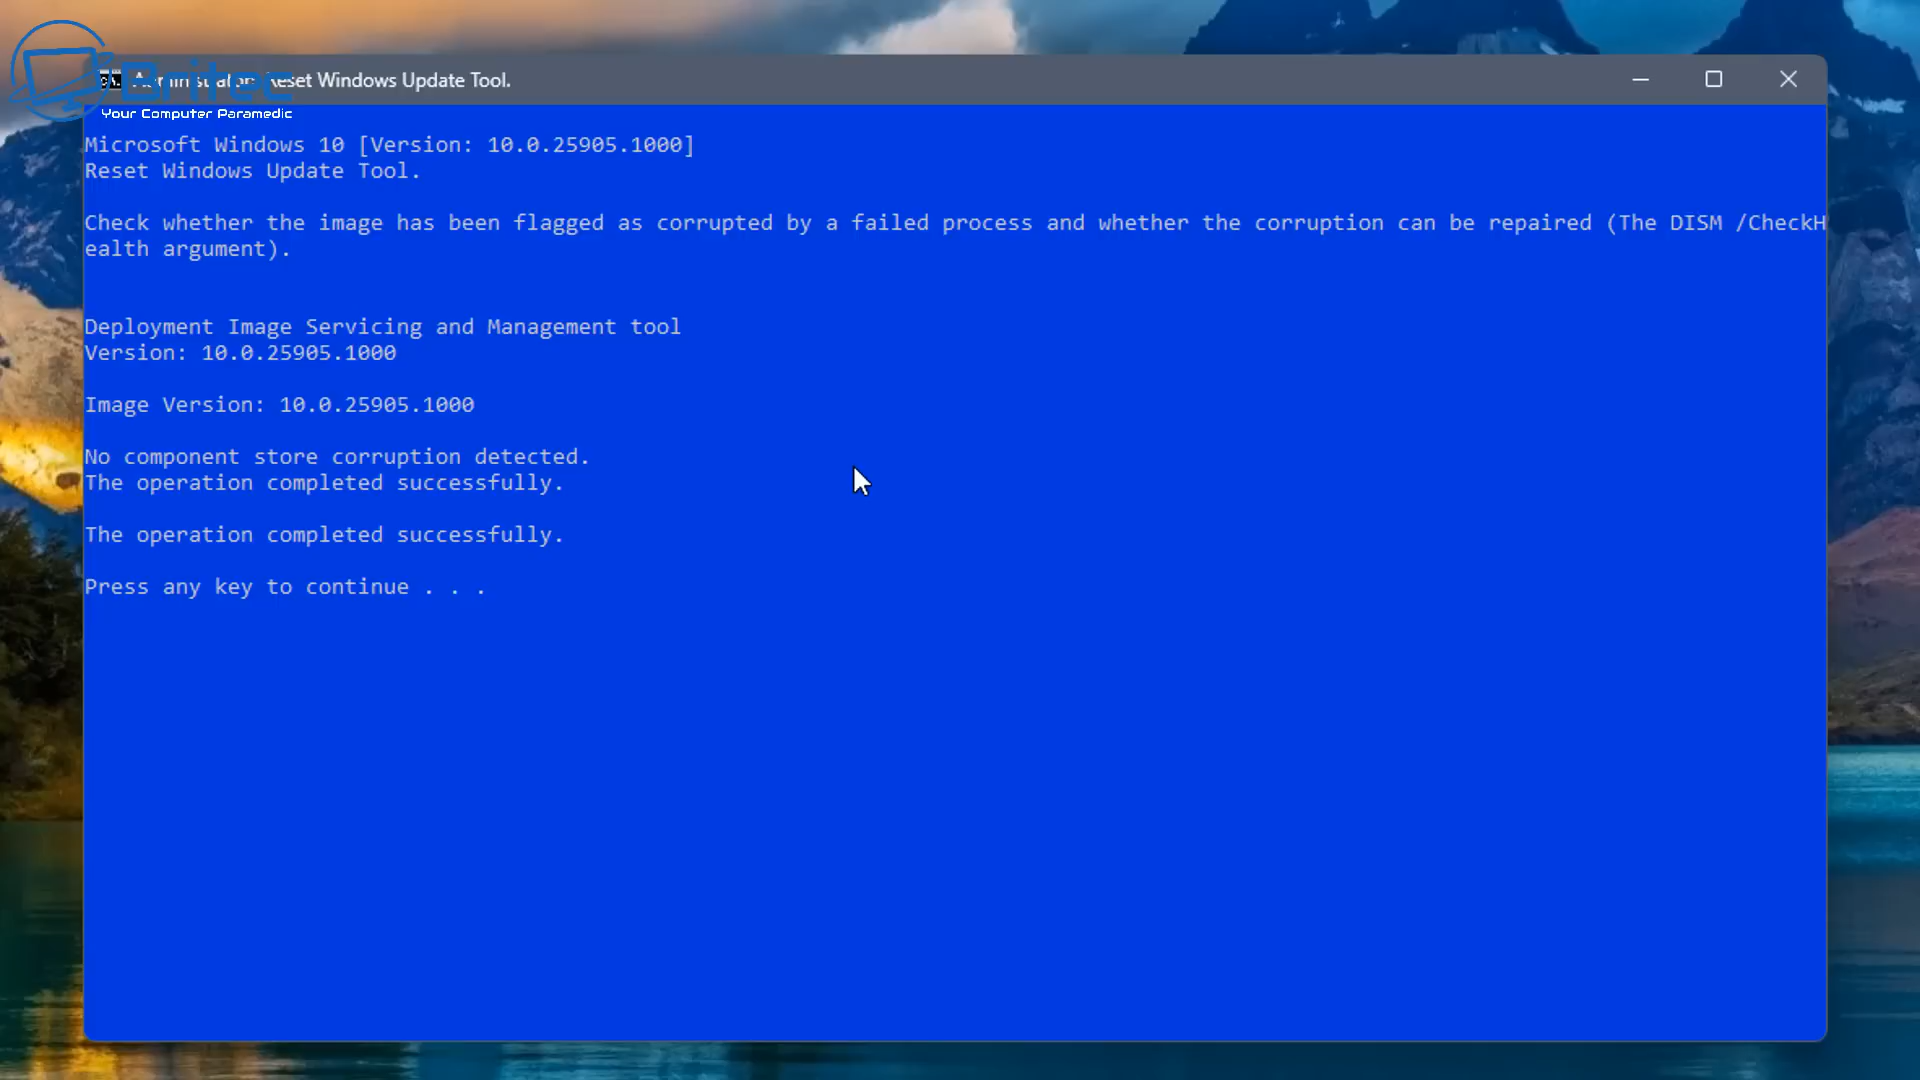 Britec
Your Computer Paramedic
Administrator: Reset Windows Update Tool.
Microsoft Windows 10 [Version: 10.0.25905.1000]
Reset Windows Update Tool.
Check whether the image has been flagged as corrupted by a failed process and whether the corruption can be repaired (The DISM /CheckH
ealth argument).
Deployment Image Servicing and Management tool
Version: 10.0.25905.1000
Image Version: 10.0.25905.1000
No component store corruption detected.
The operation completed successfully.
The operation completed successfully.
Press any key to continue . . .